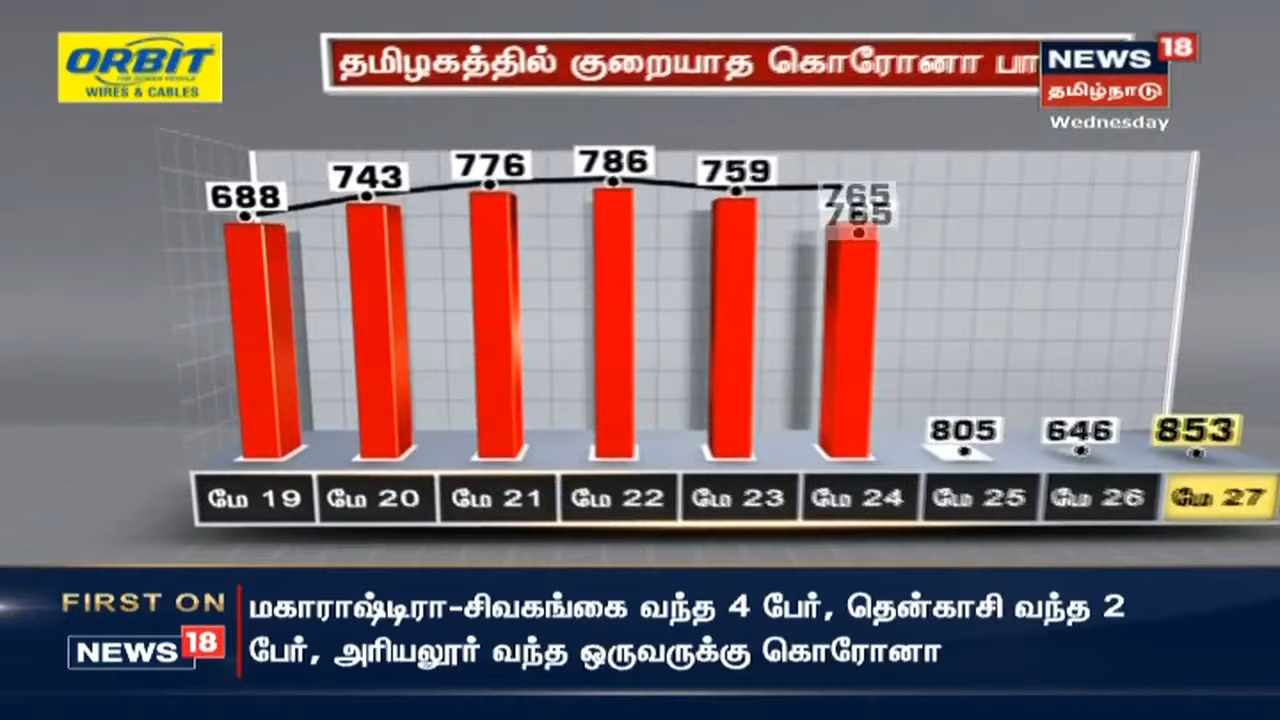 ORBIT
WIRES & CABLES
தமிழகத்தில் குறையாத கொரோனா பா
NEWS 18
தமிழ்நாடு
Wednesday
688 743 776 786 759 765
765
805 646 853
மே 19 மே 20 மே 21 மே 22 மே 23 மே 24 மே 25 மே 26 மே 27
FIRST ON
NEWS 18
மகாராஷ்டிரா-சிவகங்கை வந்த 4 பேர், தென்காசி வந்த 2
பேர், அரியலூர் வந்த ஒருவருக்கு கொரோனா